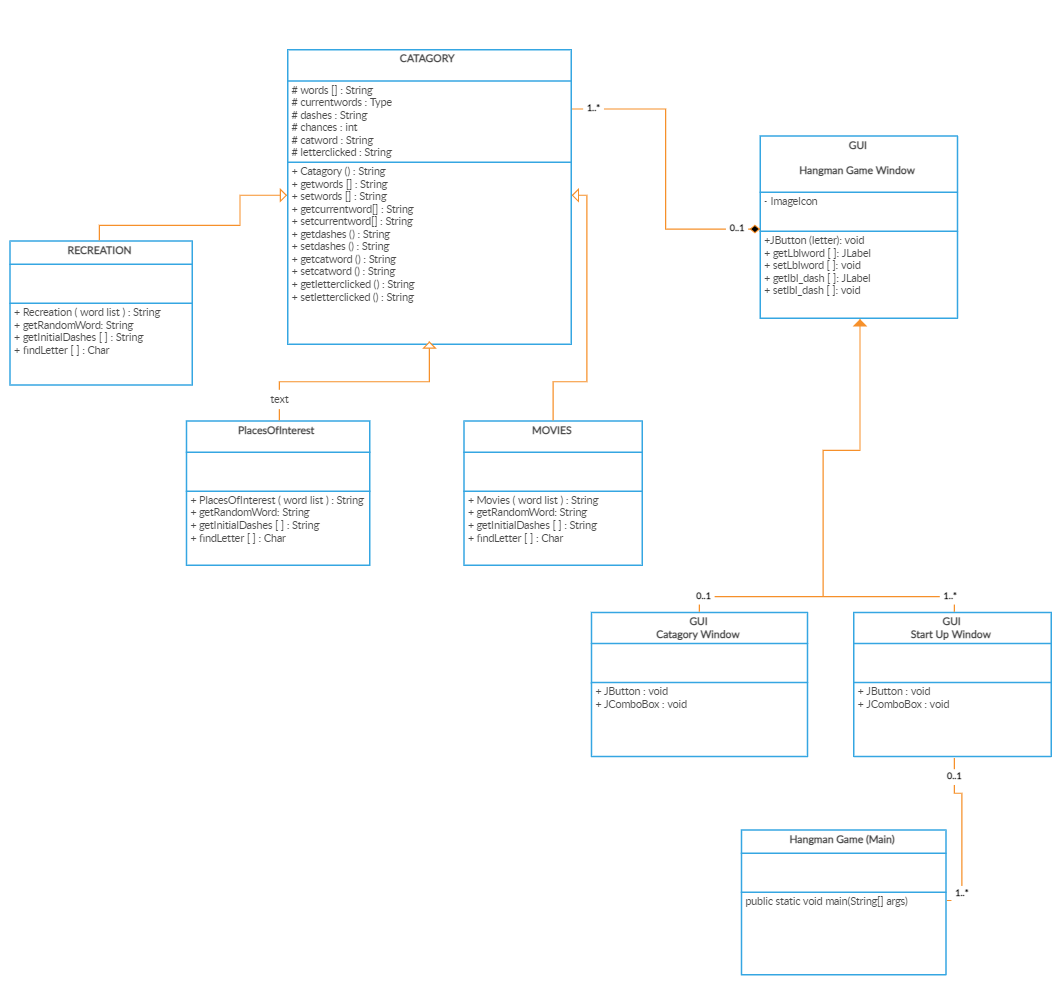 CATAGORY
# words [] : String
# currentwords : Type
# dashes : String
# chances : int
# catword : String
# letterclicked : String
+ Catagory () : String
+ getwords [] : String
+ setwords [] : String
+ getcurrentword[] : String
+ setcurrentword[] : String
+ getdashes () : String
+ setdashes () : String
+ getcatword () : String
+ setcatword () : String
+ getletterclicked () : String
+ setletterclicked () : String
1..*
0..1
GUI
Hangman Game Window
- ImageIcon
+JButton (letter): void
+ getLblword [ ]: JLabel
+ setLblword [ ]: void
+ getlbl_dash [ ]: JLabel
+ setlbl_dash [ ]: void
RECREATION
+ Recreation ( word list ) : String
+ getRandomWord: String
+ getInitialDashes [ ] : String
+ findLetter [ ] : Char
text
PlacesOfInterest
+ PlacesOfInterest ( word list ) : String
+ getRandomWord: String
+ getInitialDashes [ ] : String
+ findLetter [ ] : Char
MOVIES
+ Movies ( word list ) : String
+ getRandomWord: String
+ getInitialDashes [ ] : String
+ findLetter [ ] : Char
0..1
1..*
GUI
Catagory Window
+ JButton : void
+ JComboBox : void
GUI
Start Up Window
+ JButton : void
+ JComboBox : void
0..1
1..*
Hangman Game (Main)
public static void main(String[] args)